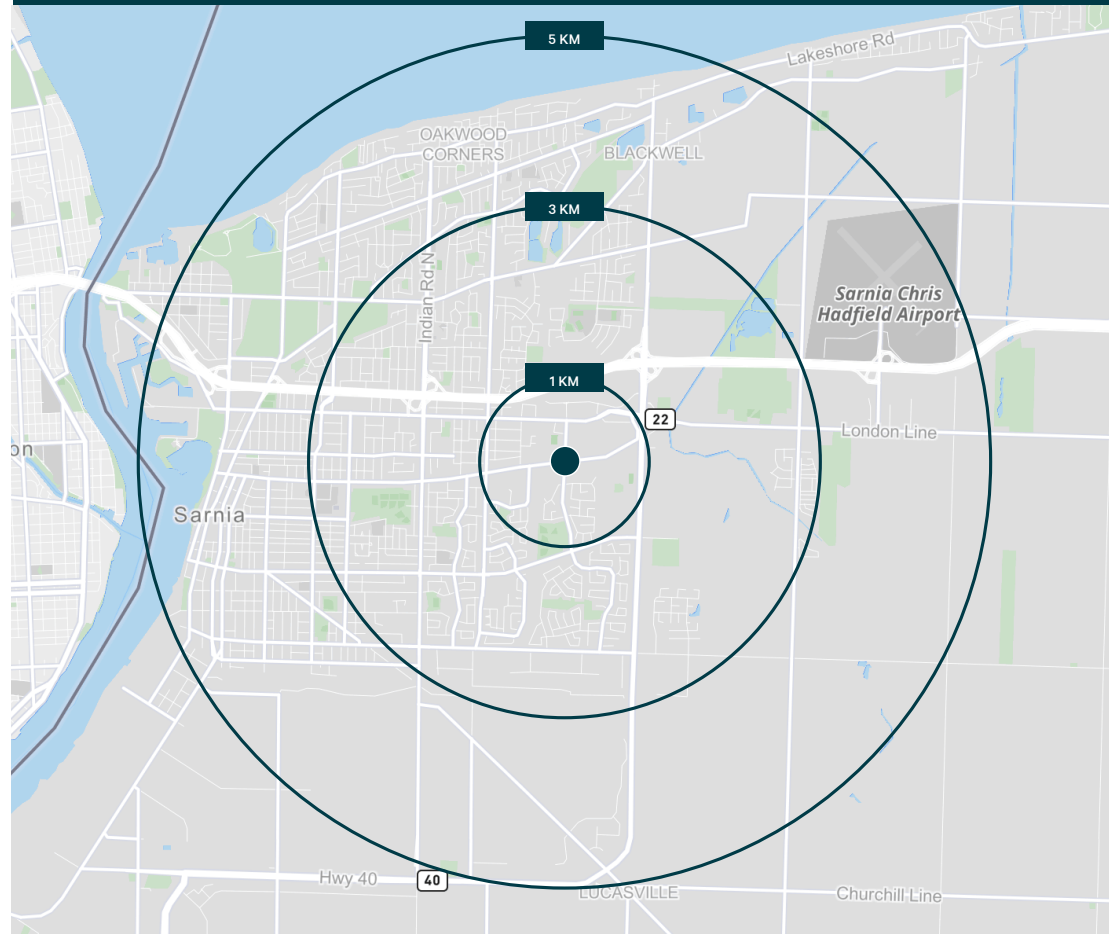 5 KM
Lakeshore Rd
OAKWOOD
CORNERS
BLACKWELL
3 KM
Indian Rd N
Sarnia Chris
Hadfield Airport
1 KM
22
London Line
on
Sarnia
Hwy 40
40
LUCASVILLE
Churchill Line